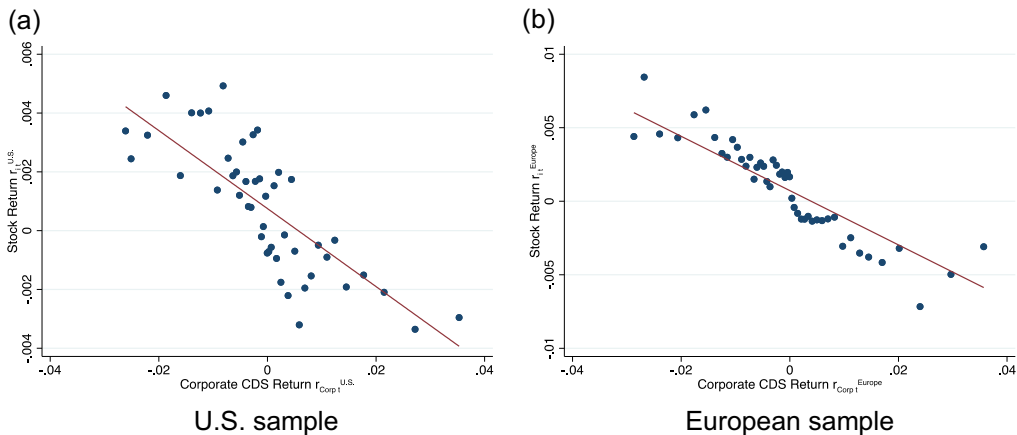 (a)
Stock Return r_it^U.S.
.006
.004
.002
0
-.002
-.004
-.04
-.02
0
.02
.04
Corporate CDS Return r_Corp t^U.S.
U.S. sample
(b)
Stock Return r_it^Europe
.01
.005
0
-.005
-.01
-.04
-.02
0
.02
.04
Corporate CDS Return r_Corp t^Europe
European sample